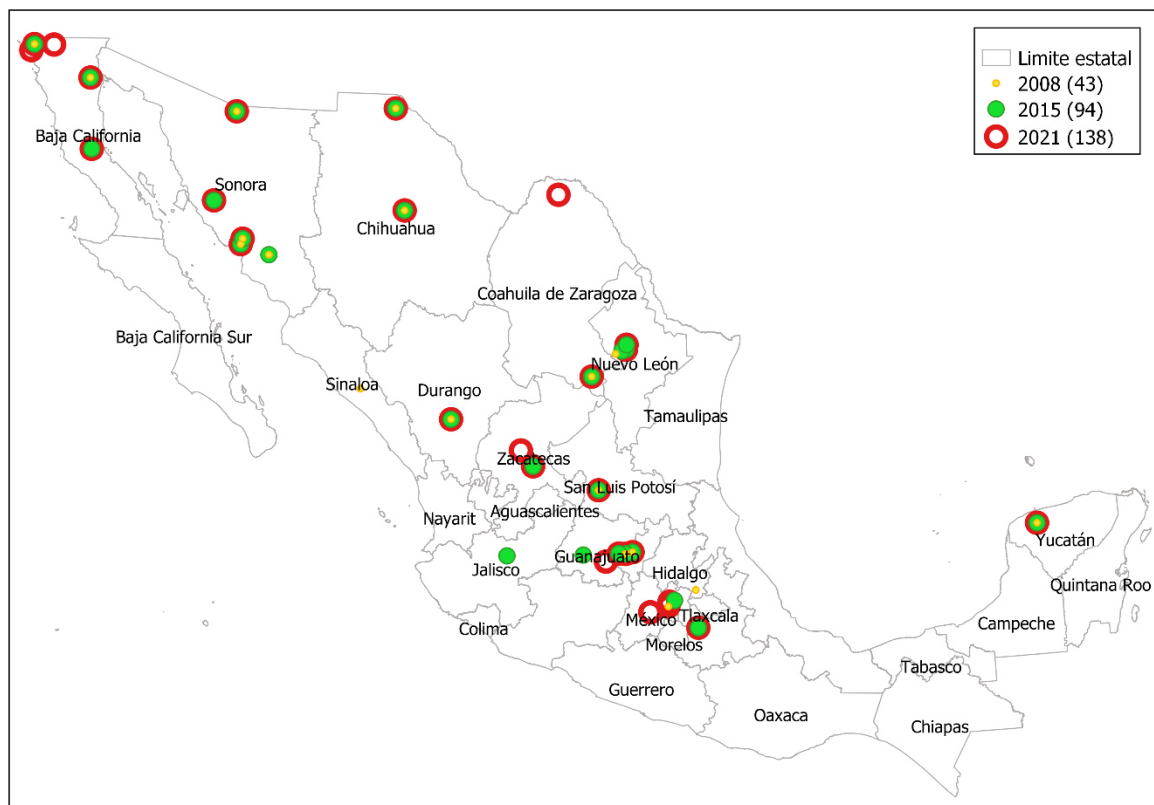 Limite estatal
2008 (43)
2015 (94)
2021 (138)
Baja California
Sonora
Chihuahua
Coahuila de Zaragoza
Baja California Sur
Nuevo León
Sinaloa
Durango
Tamaulipas
Zacatecas
San Luis Potosí
Aguascalientes
Nayarit
Yucatán
Guanajuato
Jalisco
Hidalgo
Quintana Roo
México
Tlaxcala
Colima
Campeche
Morelos
Tabasco
Guerrero
Oaxaca
Chiapas